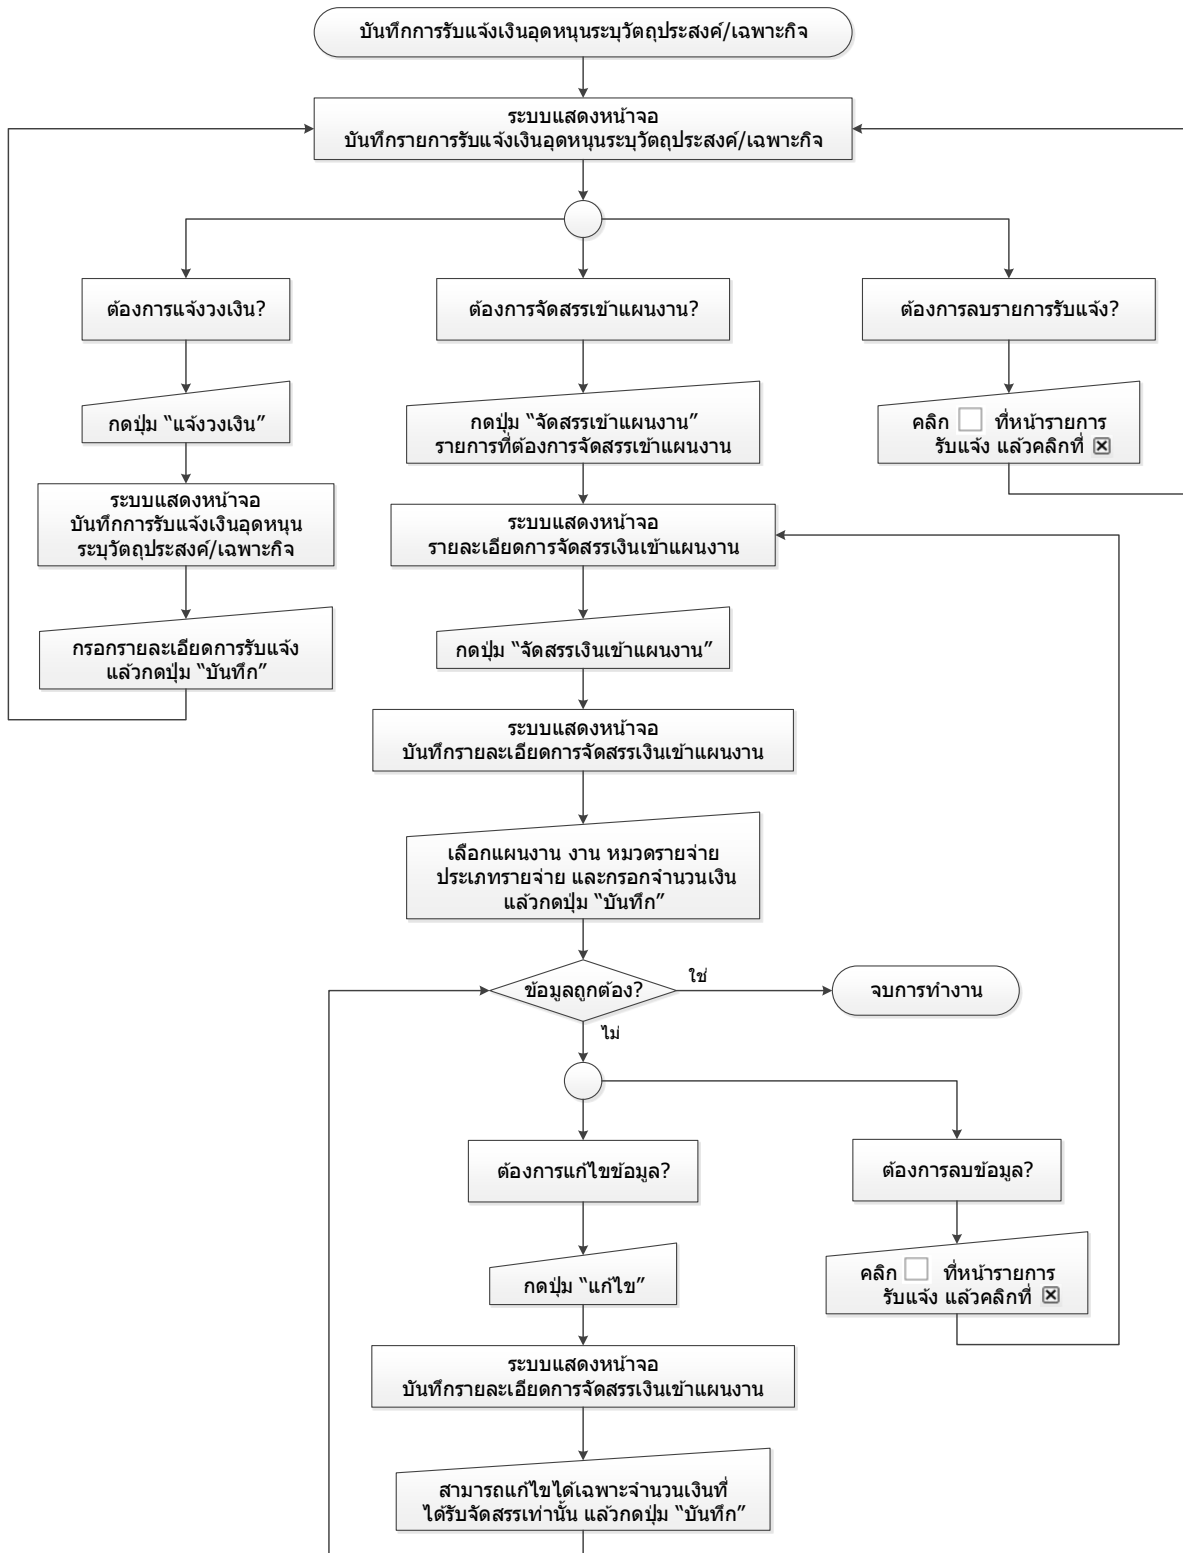 บันทึกการรับแจ้งเงินอุดหนุนระบุวัตถุประสงค์/เฉพาะกิจ
ระบบแสดงหน้าจอ
บันทึกรายการรับแจ้งเงินอุดหนุนระบุวัตถุประสงค์/เฉพาะกิจ
ต้องการแจ้งวงเงิน?
ต้องการจัดสรรเข้าแผนงาน?
ต้องการลบรายการรับแจ้ง?
กดปุ่ม “แจ้งวงเงิน”
กดปุ่ม “จัดสรรเข้าแผนงาน”
รายการที่ต้องการจัดสรรเข้าแผนงาน
คลิก ที่หน้ารายการ
รับแจ้ง แล้วคลิกที่
ระบบแสดงหน้าจอ
บันทึกการรับแจ้งเงินอุดหนุน
ระบุวัตถุประสงค์/เฉพาะกิจ
ระบบแสดงหน้าจอ
รายละเอียดการจัดสรรเงินเข้าแผนงาน
กรอกรายละเอียดการรับแจ้ง
แล้วกดปุ่ม “บันทึก”
กดปุ่ม “จัดสรรเงินเข้าแผนงาน”
ระบบแสดงหน้าจอ
บันทึกรายละเอียดการจัดสรรเงินเข้าแผนงาน
เลือกแผนงาน งาน หมวดรายจ่าย
ประเภทรายจ่าย และกรอกจำนวนเงิน
แล้วกดปุ่ม “บันทึก”
ข้อมูลถูกต้อง?
ใช่
จบการทำงาน
ไม่
ต้องการแก้ไขข้อมูล?
ต้องการลบข้อมูล?
กดปุ่ม “แก้ไข”
คลิก ที่หน้ารายการ
รับแจ้ง แล้วคลิกที่
ระบบแสดงหน้าจอ
บันทึกรายละเอียดการจัดสรรเงินเข้าแผนงาน
สามารถแก้ไขได้เฉพาะจำนวนเงินที่
ได้รับจัดสรรเท่านั้น แล้วกดปุ่ม “บันทึก”